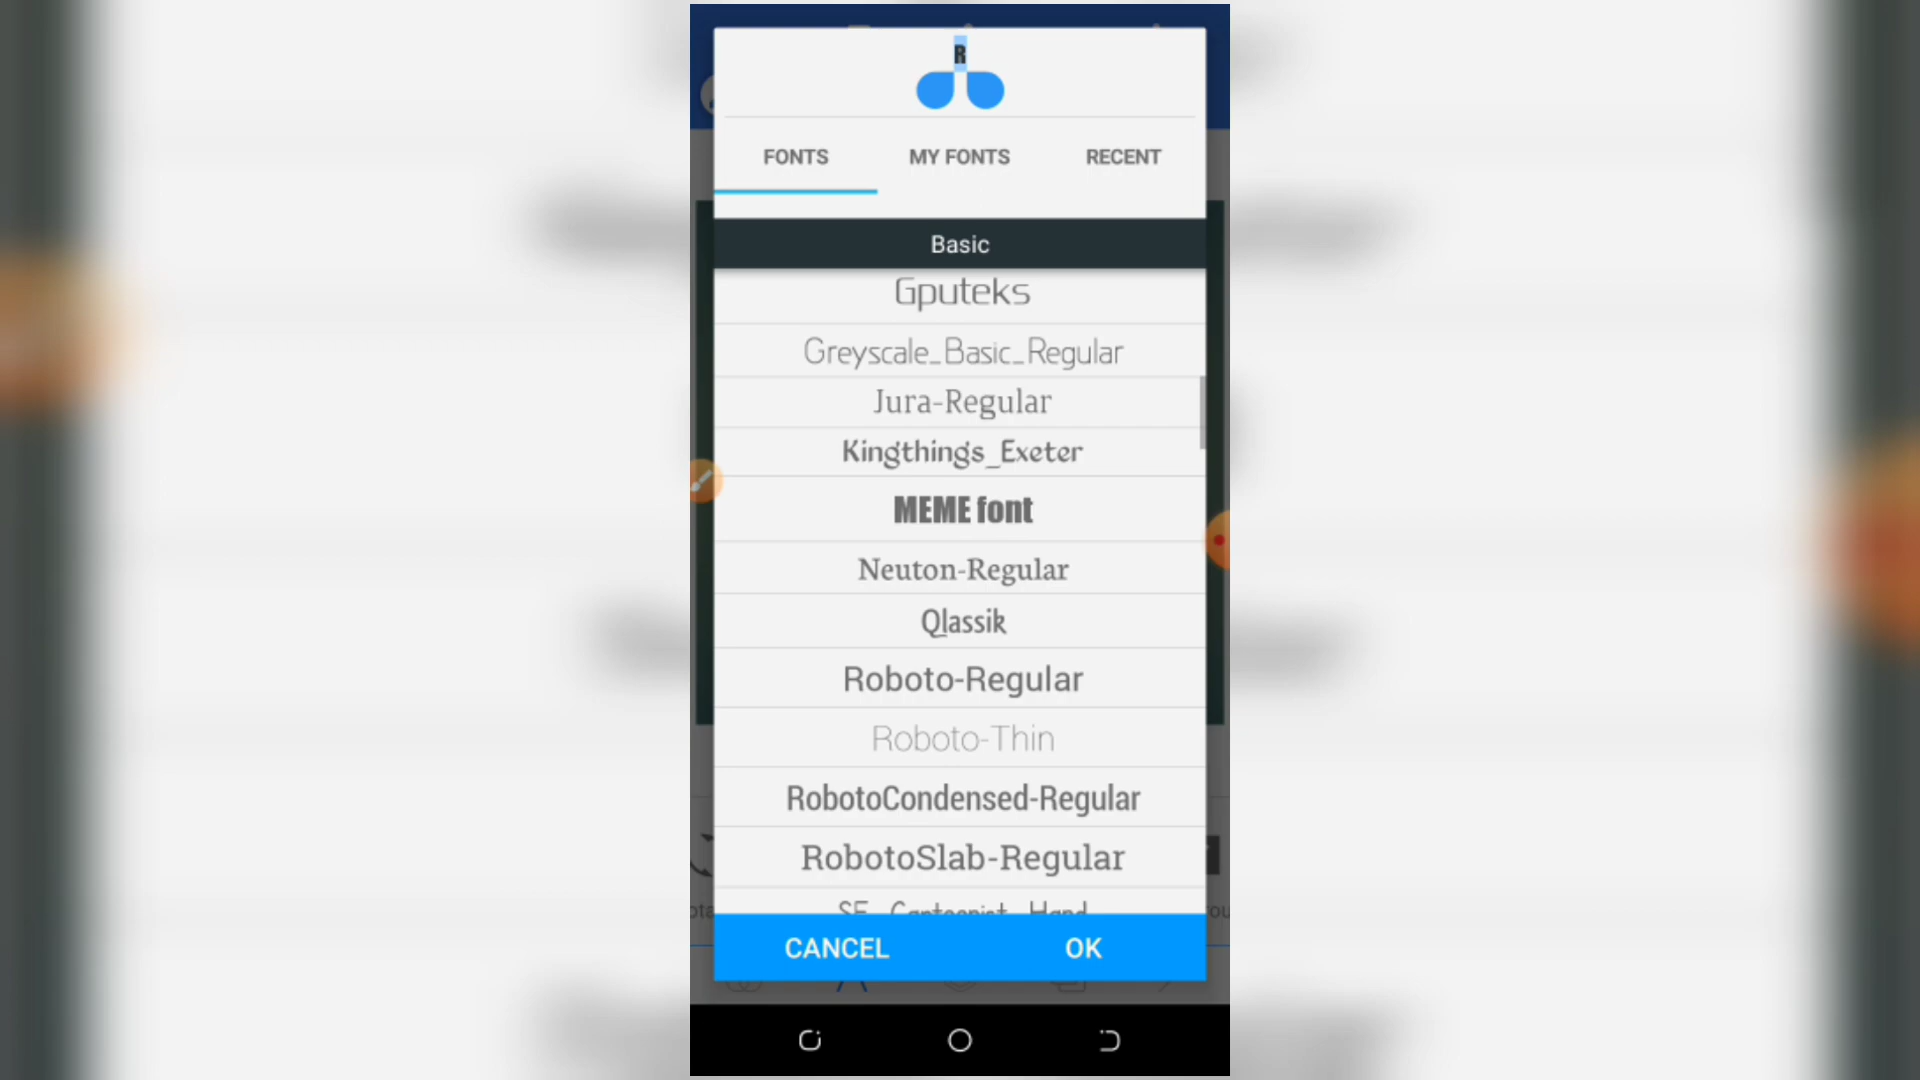 R
FONTS MY FONTS RECENT
Basic
Gputeks
Greyscale_Basic_Regular
Jura-Regular
Kingthings_Exeter
MEME font
Neuton-Regular
Qlassik
Roboto-Regular
Roboto-Thin
RobotoCondensed-Regular
RobotoSlab-Regular
SF_Cartoonist_Hand
CANCEL OK